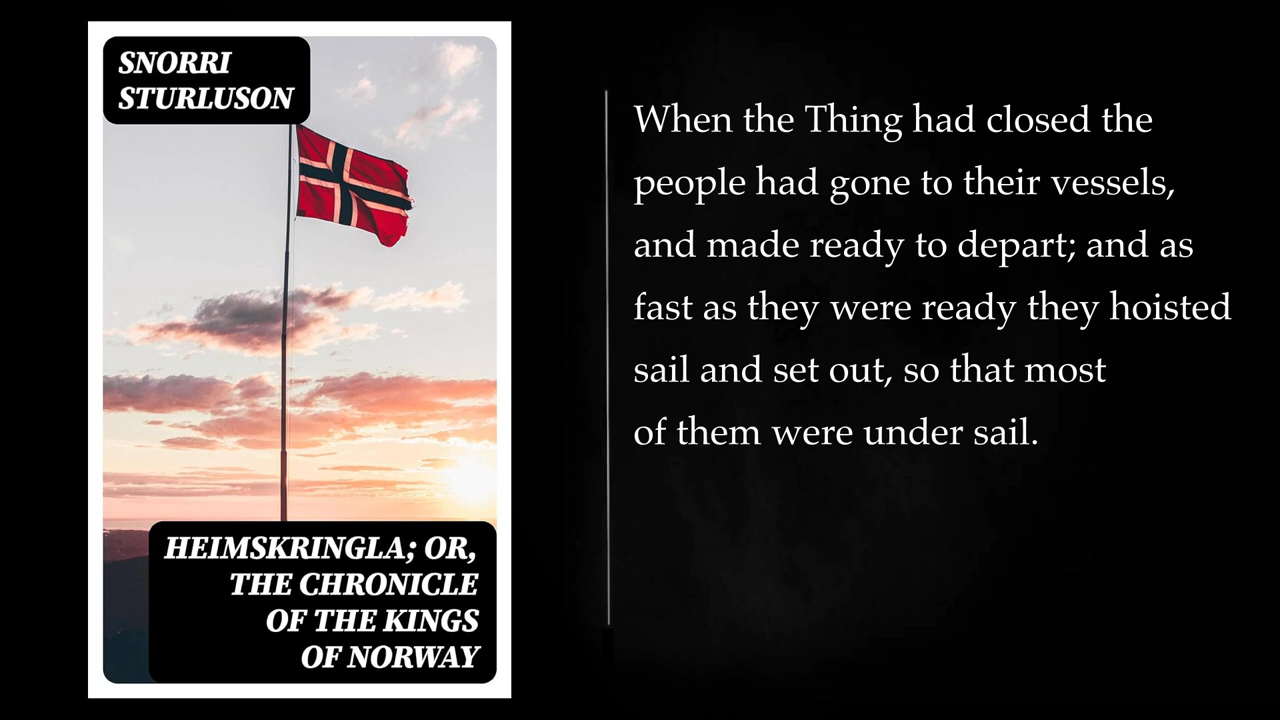 SNORRI
STURLUSON
HEIMSKRINGLA; OR,
THE CHRONICLE
OF THE KINGS
OF NORWAY
When the Thing had closed the
people had gone to their vessels,
and made ready to depart; and as
fast as they were ready they hoisted
sail and set out, so that most
of them were under sail.